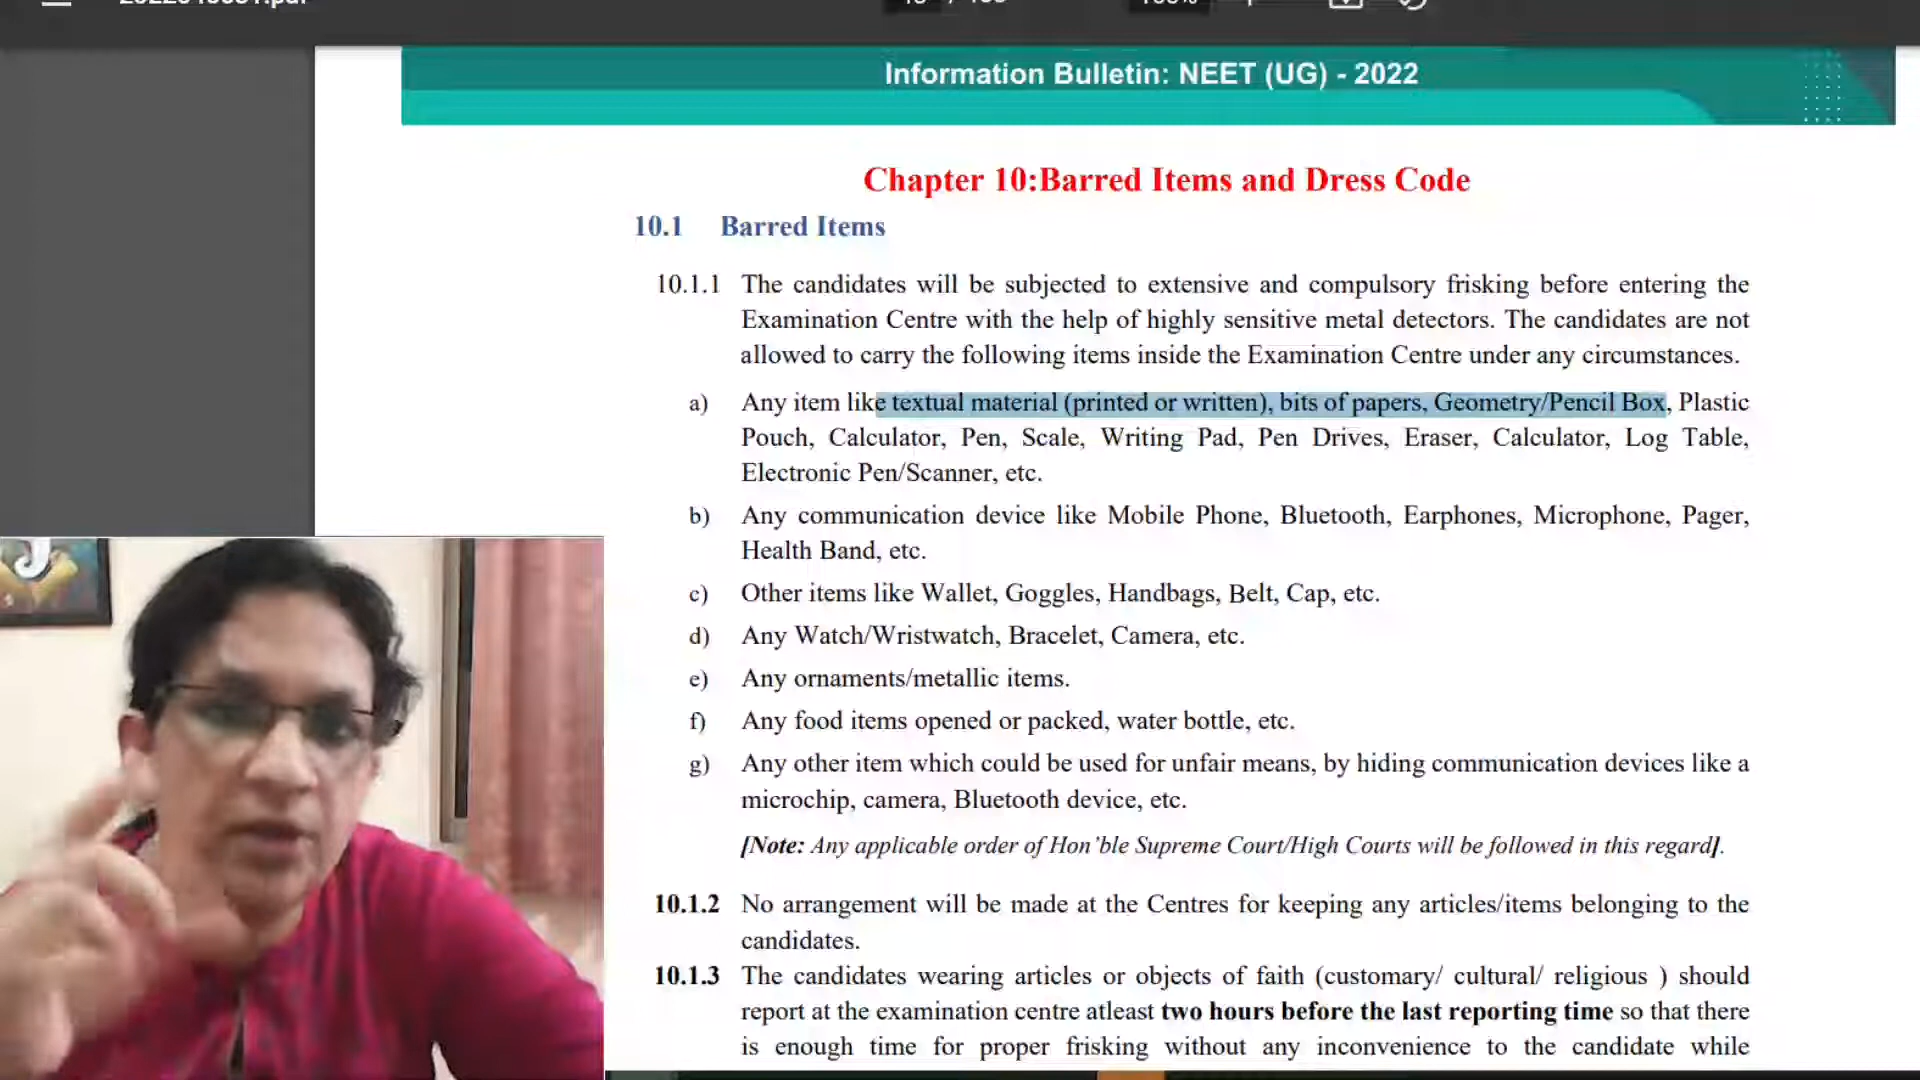 Information Bulletin: NEET (UG) - 2022
Chapter 10:Barred Items and Dress Code
10.1 Barred Items
10.1.1 The candidates will be subjected to extensive and compulsory frisking before entering the
Examination Centre with the help of highly sensitive metal detectors. The candidates are not
allowed to carry the following items inside the Examination Centre under any circumstances.
a) Any item like textual material (printed or written), bits of papers, Geometry/Pencil Box, Plastic
Pouch, Calculator, Pen, Scale, Writing Pad, Pen Drives, Eraser, Calculator, Log Table,
Electronic Pen/Scanner, etc.
b) Any communication device like Mobile Phone, Bluetooth, Earphones, Microphone, Pager,
Health Band, etc.
c) Other items like Wallet, Goggles, Handbags, Belt, Cap, etc.
d) Any Watch/Wristwatch, Bracelet, Camera, etc.
e) Any ornaments/metallic items.
f) Any food items opened or packed, water bottle, etc.
g) Any other item which could be used for unfair means, by hiding communication devices like a
microchip, camera, Bluetooth device, etc.
[Note: Any applicable order of Hon’ble Supreme Court/High Courts will be followed in this regard].
10.1.2 No arrangement will be made at the Centres for keeping any articles/items belonging to the
candidates.
10.1.3 The candidates wearing articles or objects of faith (customary/ cultural/ religious ) should
report at the examination centre atleast two hours before the last reporting time so that there
is enough time for proper frisking without any inconvenience to the candidate while